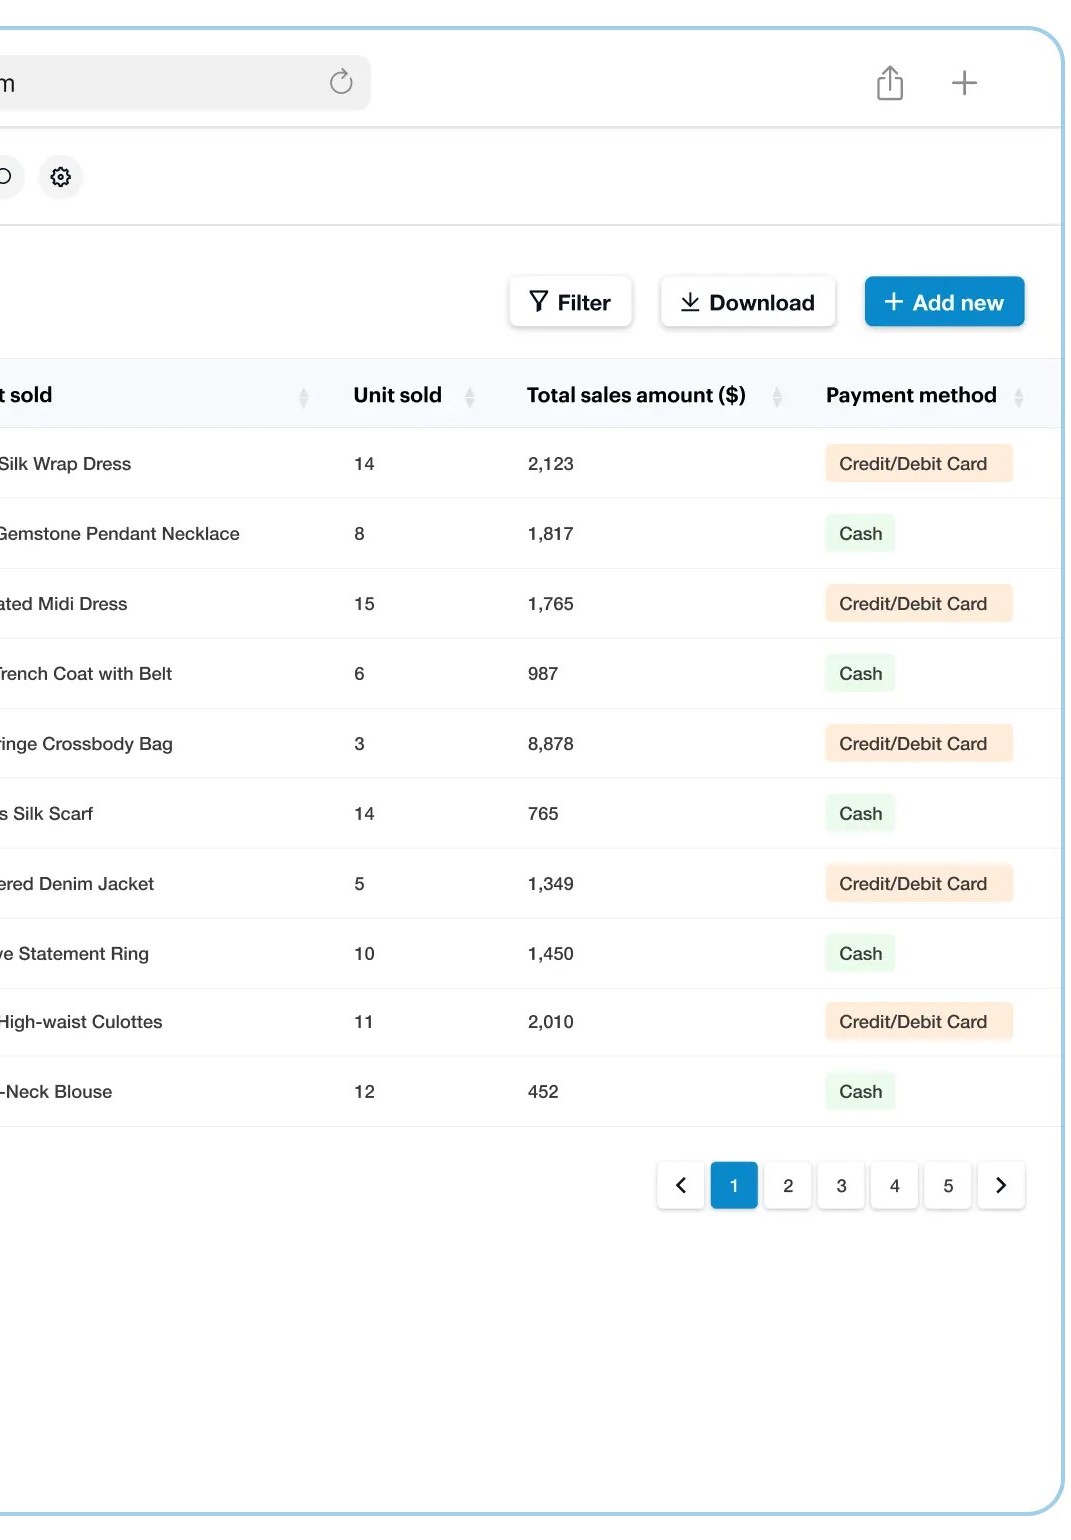 m
Filter Download Add new
t sold Unit sold Total sales amount ($) Payment method
Silk Wrap Dress 14 2,123 Credit/Debit Card
Gemstone Pendant Necklace 8 1,817 Cash
ated Midi Dress 15 1,765 Credit/Debit Card
Trench Coat with Belt 6 987 Cash
ringe Crossbody Bag 3 8,878 Credit/Debit Card
s Silk Scarf 14 765 Cash
ered Denim Jacket 5 1,349 Credit/Debit Card
ve Statement Ring 10 1,450 Cash
High-waist Culottes 11 2,010 Credit/Debit Card
-Neck Blouse 12 452 Cash
1 2 3 4 5